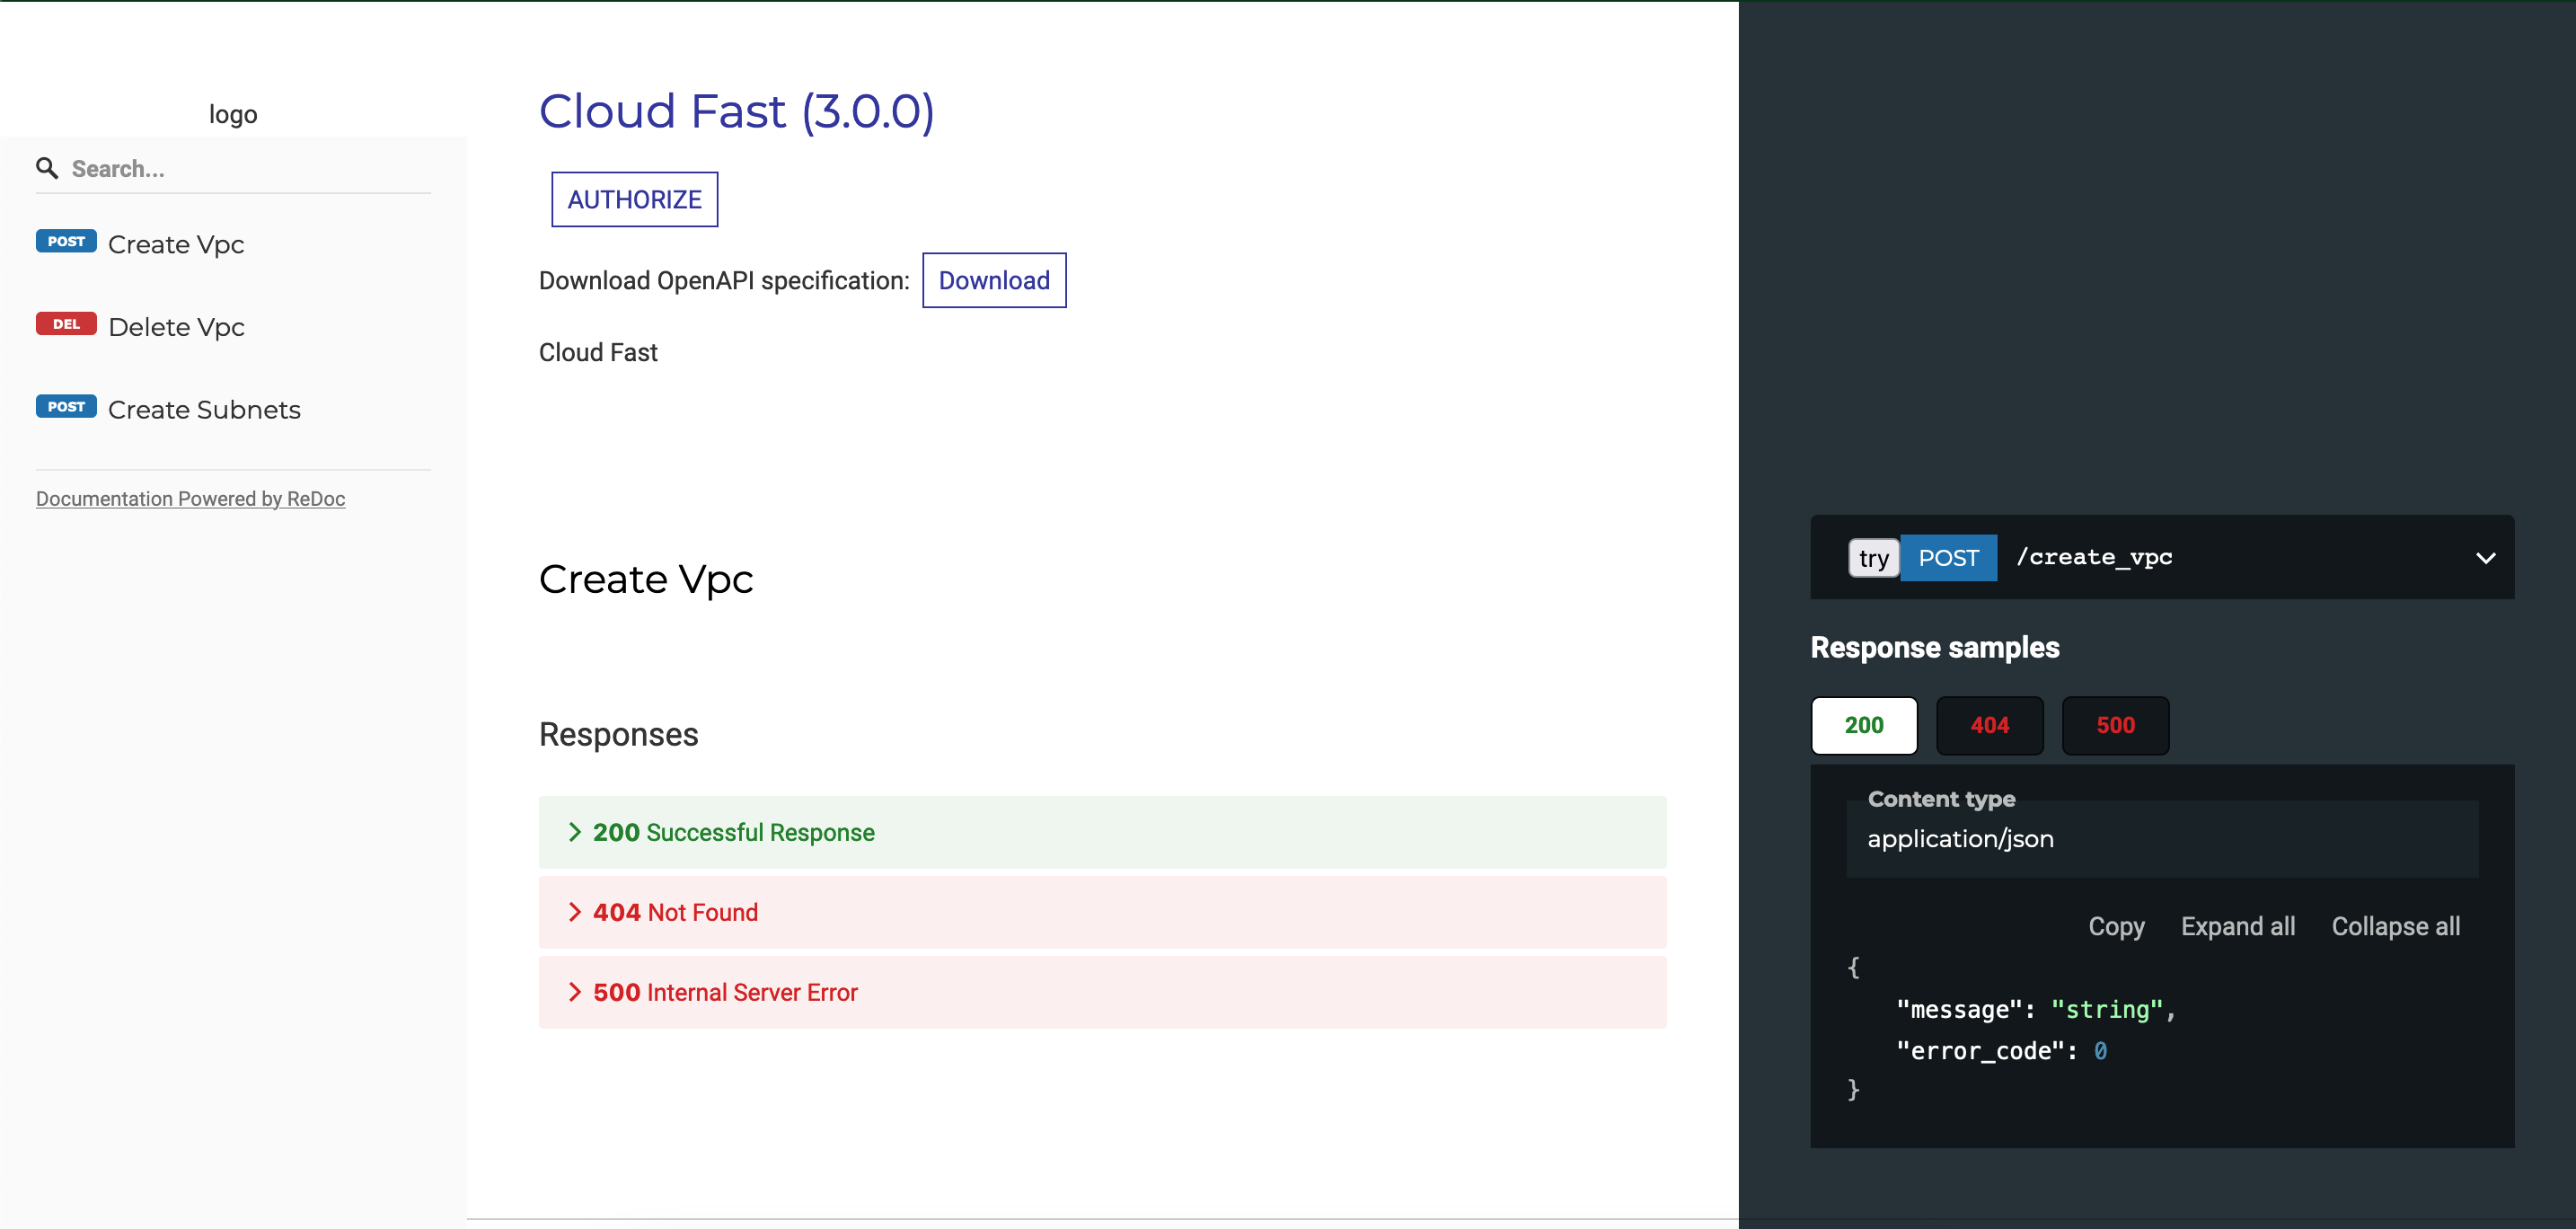 logo
Search...
POST Create Vpc
DEL Delete Vpc
POST Create Subnets
Documentation Powered by ReDoc
Cloud Fast (3.0.0)
AUTHORIZE
Download OpenAPI specification: Download
Cloud Fast
Create Vpc
Responses
200 Successful Response
404 Not Found
500 Internal Server Error
try POST /create_vpc
Response samples
200 404 500
Content type
application/json
Copy Expand all Collapse all
{
"message": "string",
"error_code": 0
}